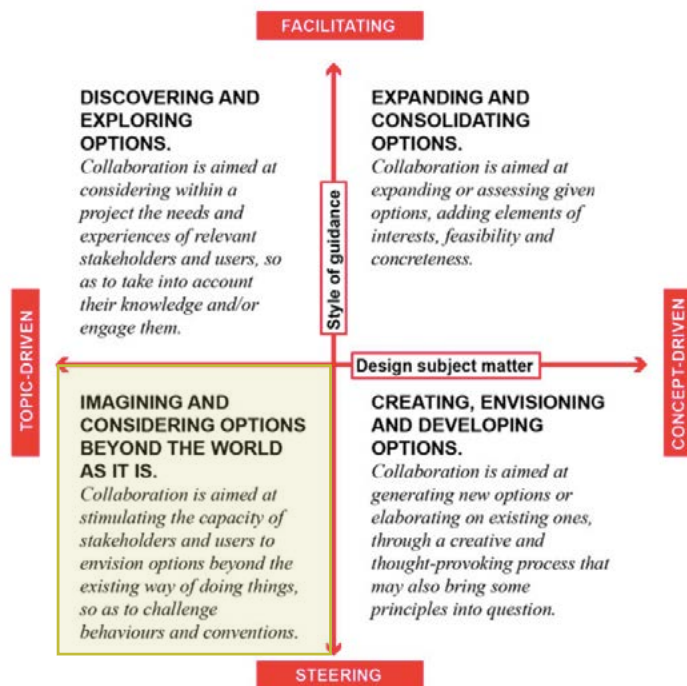 FACILITATING
DISCOVERING AND
EXPLORING
OPTIONS.
Collaboration is aimed at
considering within a
project the needs and
experiences of relevant
stakeholders and users, so
as to take into account
their knowledge and/or
engage them.
EXPANDING AND
CONSOLIDATING
OPTIONS.
Collaboration is aimed at
expanding or assessing given
options, adding elements of
interests, feasibility and
concreteness.
Style of guidance
TOPIC-DRIVEN
Design subject matter
CONCEPT-DRIVEN
IMAGINING AND
CONSIDERING OPTIONS
BEYOND THE WORLD
AS IT IS.
Collaboration is aimed at
stimulating the capacity of
stakeholders and users to
envision options beyond the
existing way of doing things,
so as to challenge
behaviours and conventions.
CREATING, ENVISIONING
AND DEVELOPING
OPTIONS.
Collaboration is aimed at
generating new options or
elaborating on existing ones,
through a creative and
thought-provoking process that
may also bring some
principles into question.
STEERING